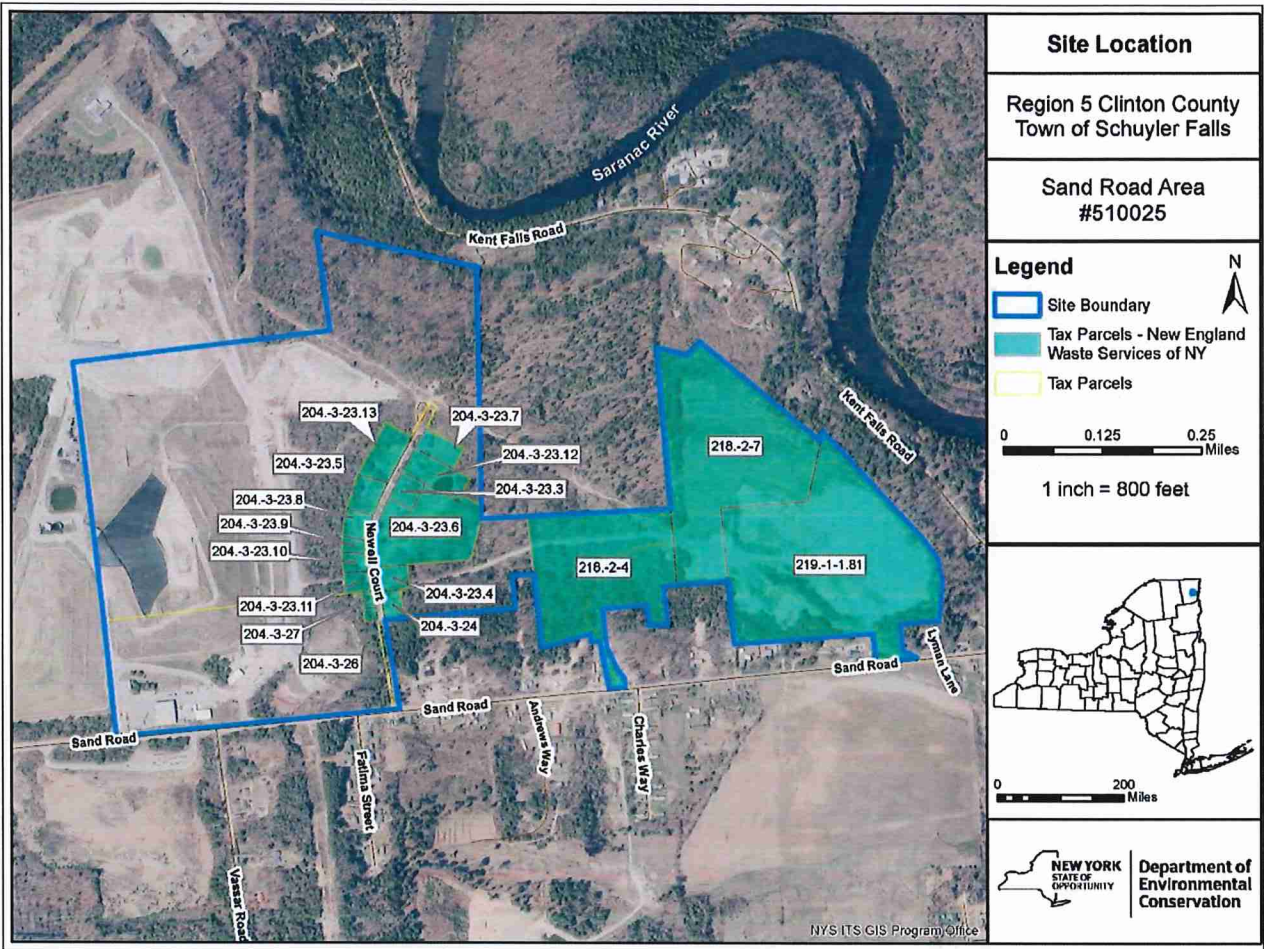 Site Location
Region 5 Clinton County
Town of Schuyler Falls
Sand Road Area
#510025
Legend
N
Site Boundary
Tax Parcels - New England
Waste Services of NY
Tax Parcels
0 0.125 0.25
Miles
1 inch = 800 feet
0 200
Miles
NEW YORK
STATE OF
OPPORTUNITY
Department of
Environmental
Conservation
Saranac River
Kent Falls Road
Kent Falls Road
204.-3-23.13
204.-3-23.7
204.-3-23.5
204.-3-23.12
204.-3-23.3
204.-3-23.8
204.-3-23.9
204.-3-23.6
204.-3-23.10
Newell Court
204.-3-23.11
204.-3-23.4
204.-3-27
204.-3-24
204.-3-26
218.-2-7
218.-2-4
219.-1-1.81
Sand Road
Sand Road
Sand Road
Lyman Lane
Andrews Way
Charles Way
Fatima Street
Vassar Road
NYS ITS GIS Program Office